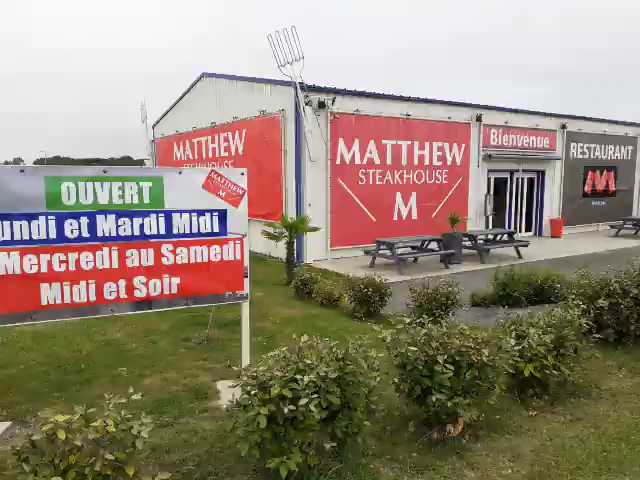 OUVERT
undi et Mardi Midi
Mercredi au Samedi
Midi et Soir
MATTHEW
MATTHEW
STEAKHOUSE
MATTHEW
STEAKHOUSE
M
Bienvenue
RESTAURANT
M